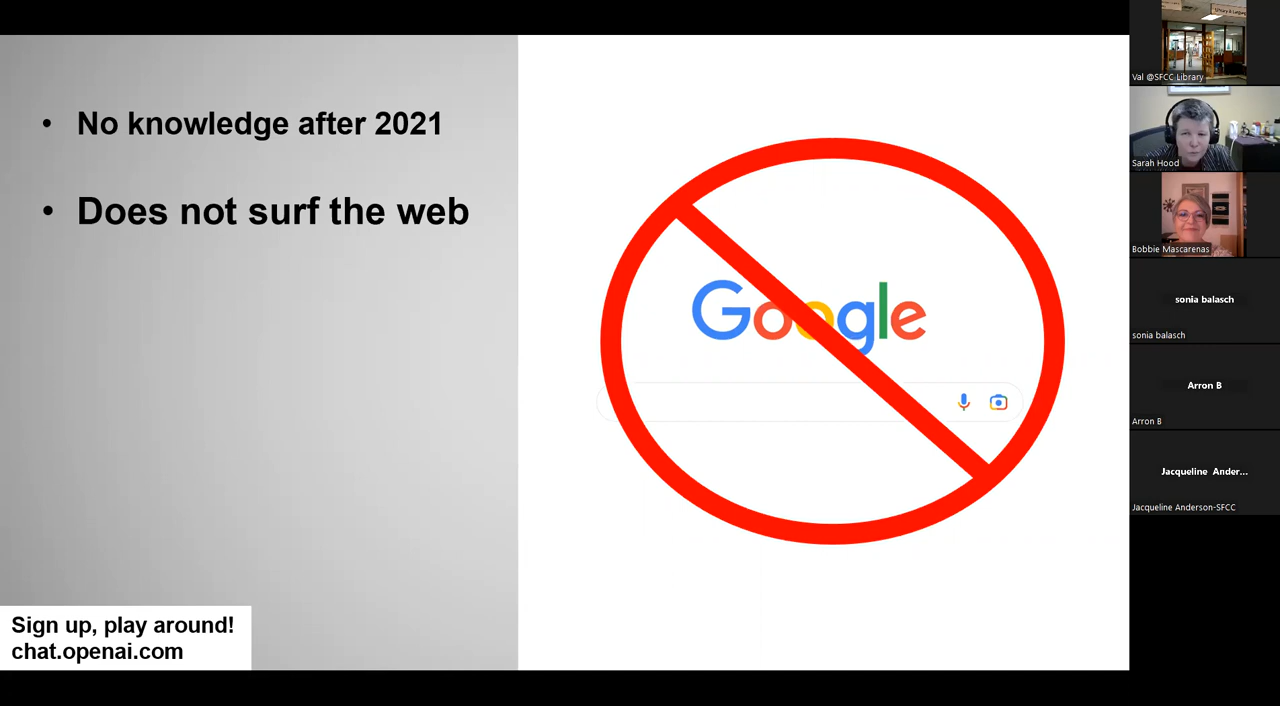 • No knowledge after 2021
• Does not surf the web
Google
Sign up, play around!
chat.openai.com
Val @SFCC Library
Sarah Hood
Bobbie Mascarenas
sonia balasch
sonia balasch
Arron B
Arron B
Jacqueline Ander...
Jacqueline Anderson-SFCC